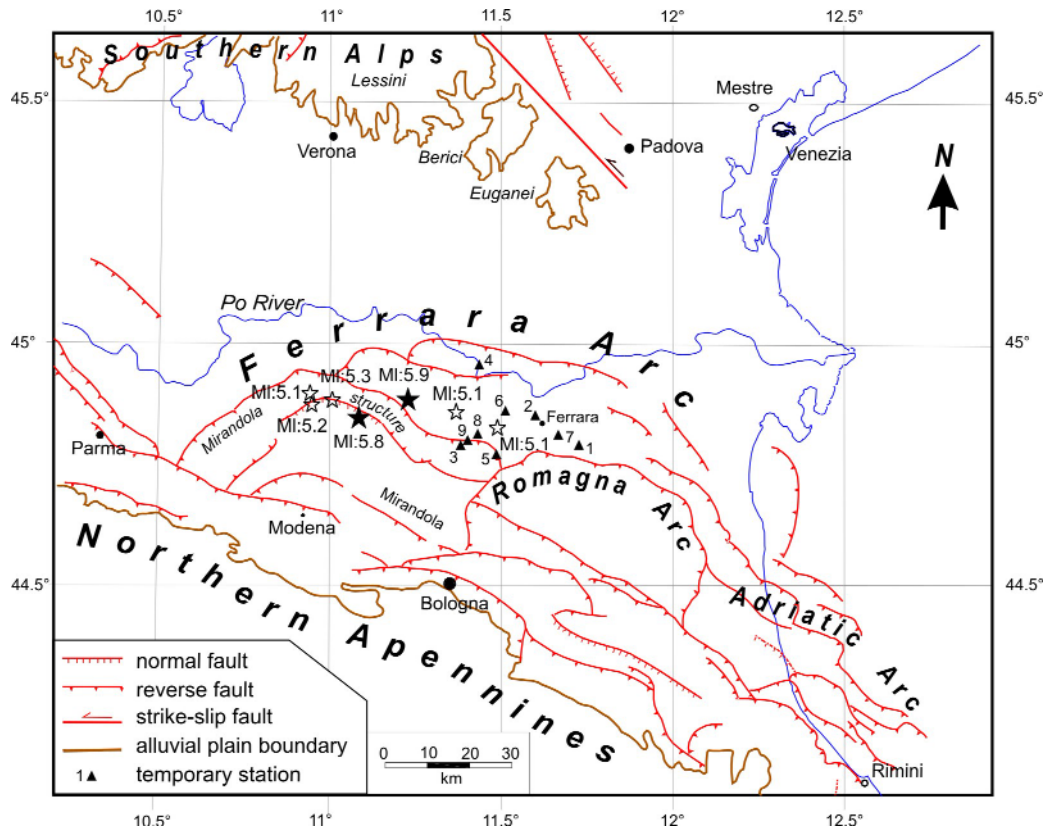 10.5° 11° 11.5° 12° 12.5°
Southern Alps
Lessini
45.5° 45.5°
Mestre
Verona
Padova
Venezia
Berici
N
Euganei
Po River
Ferrara Arc
45° 45°
4
Ml:5.3 Ml:5.9
Ml:5.1 Ml:5.1
structure
6 2 Ferrara
Mirandola
Ml:5.2
Ml:5.8
9 8 Ml:5.1 7 1
3 5
Parma
Romagna Arc
Mirandola
Modena
Northern Apennines
44.5° 44.5°
Bologna
Adriatic Arc
normal fault
reverse fault
strike-slip fault
alluvial plain boundary
1 temporary station
0 10 20 30
km
Rimini
10.5° 11° 11.5° 12° 12.5°